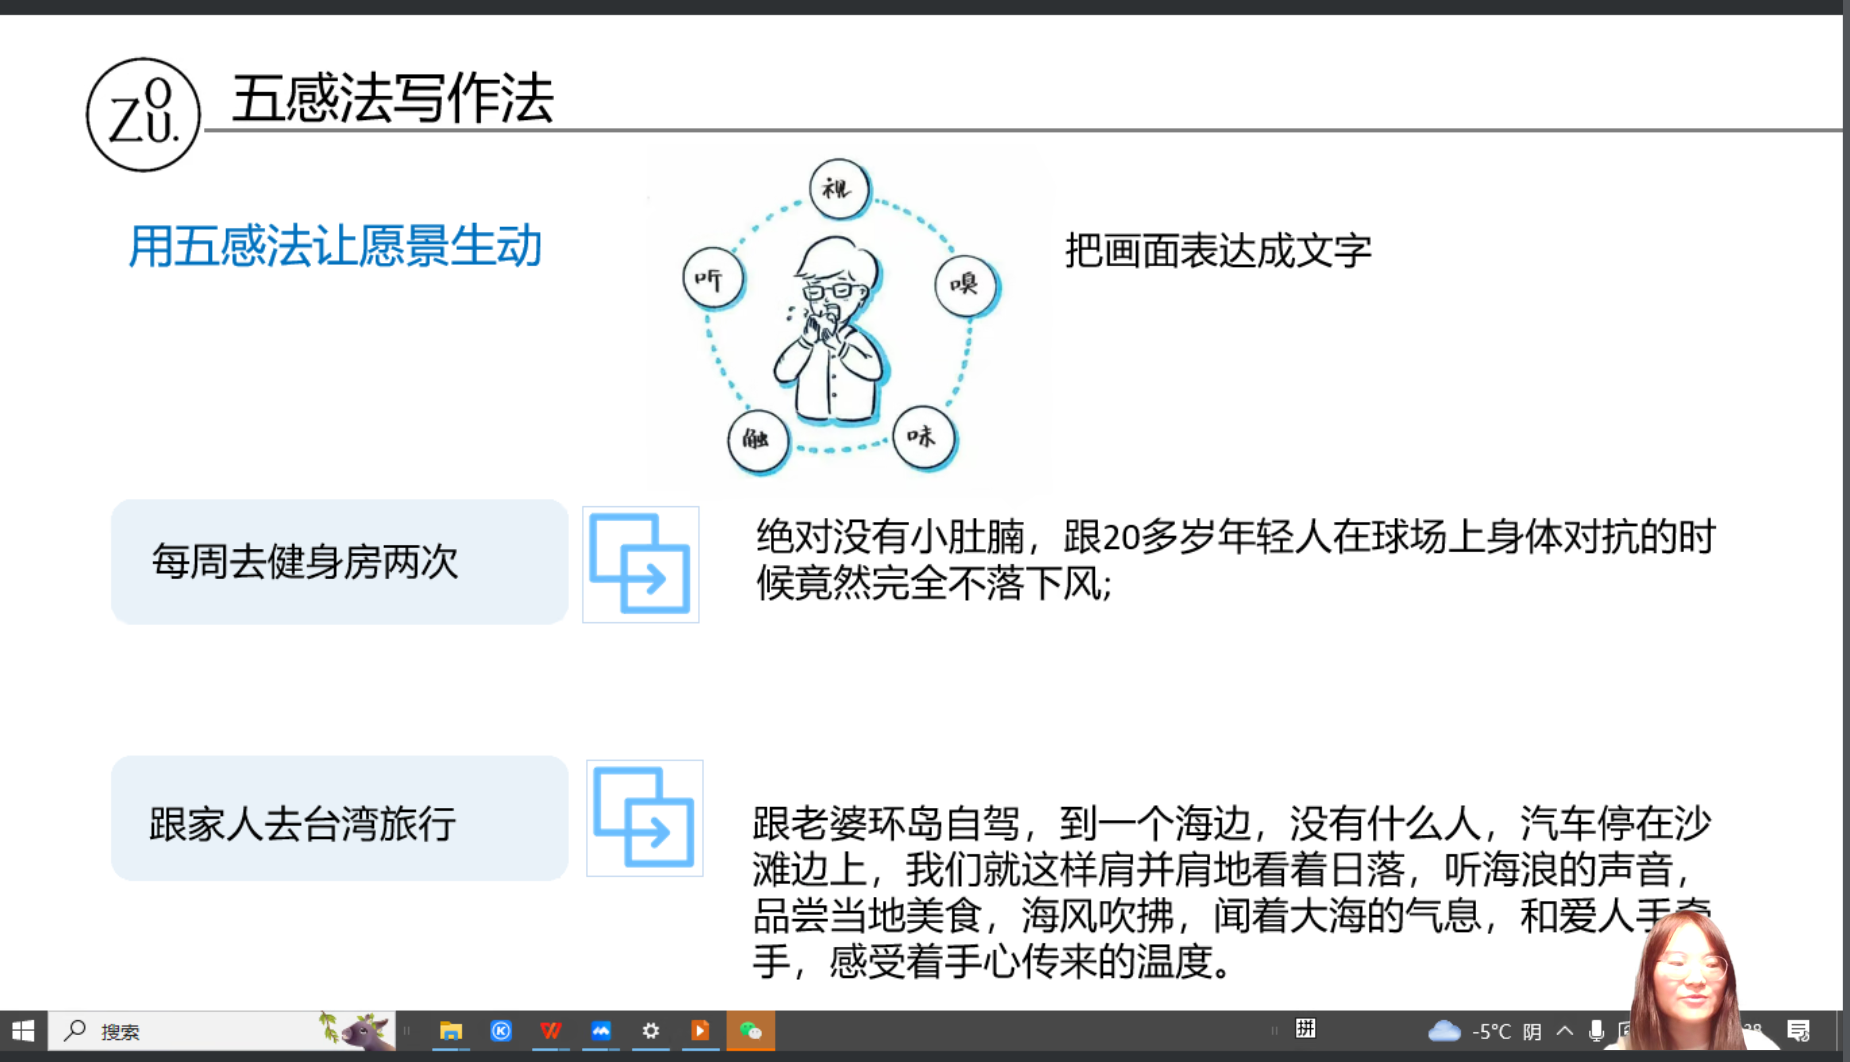 ZOU.
五感法写作法
用五感法让愿景生动
视
听
嗅
触
味
把画面表达成文字
每周去健身房两次
绝对没有小肚腩，跟20多岁年轻人在球场上身体对抗的时
候竟然完全不落下风;
跟家人去台湾旅行
跟老婆环岛自驾，到一个海边，没有什么人，汽车停在沙
滩边上，我们就这样肩并肩地看着日落，听海浪的声音，
品尝当地美食，海风吹拂，闻着大海的气息，和爱人手牵
手，感受着手心传来的温度。
搜索
拼
-5°C 阴